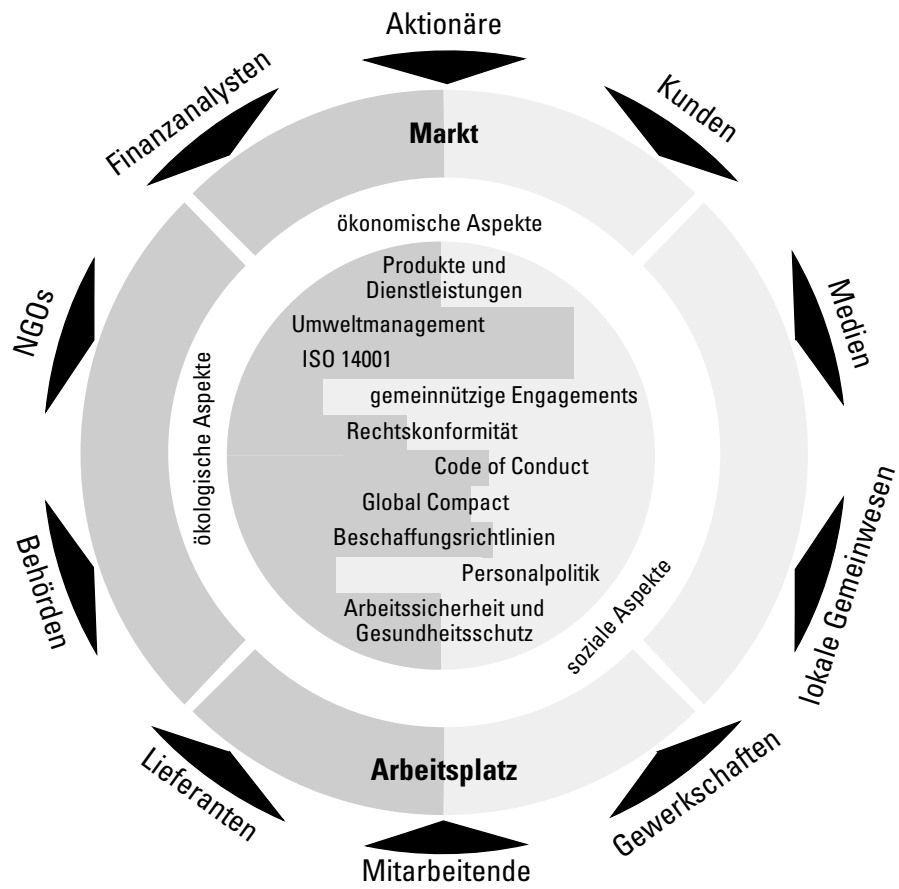 Aktionäre
Finanzanalysten
Kunden
Markt
ökonomische Aspekte
Produkte und
Dienstleistungen
Umweltmanagement
ISO 14001
gemeinnützige Engagements
Rechtskonformität
Code of Conduct
Global Compact
Beschaffungsrichtlinien
Personalpolitik
Arbeitssicherheit und
Gesundheitsschutz
NGOs
Medien
ökologische Aspekte
soziale Aspekte
Behörden
lokale Gemeinwesen
Arbeitsplatz
Lieferanten
Gewerkschaften
Mitarbeitende